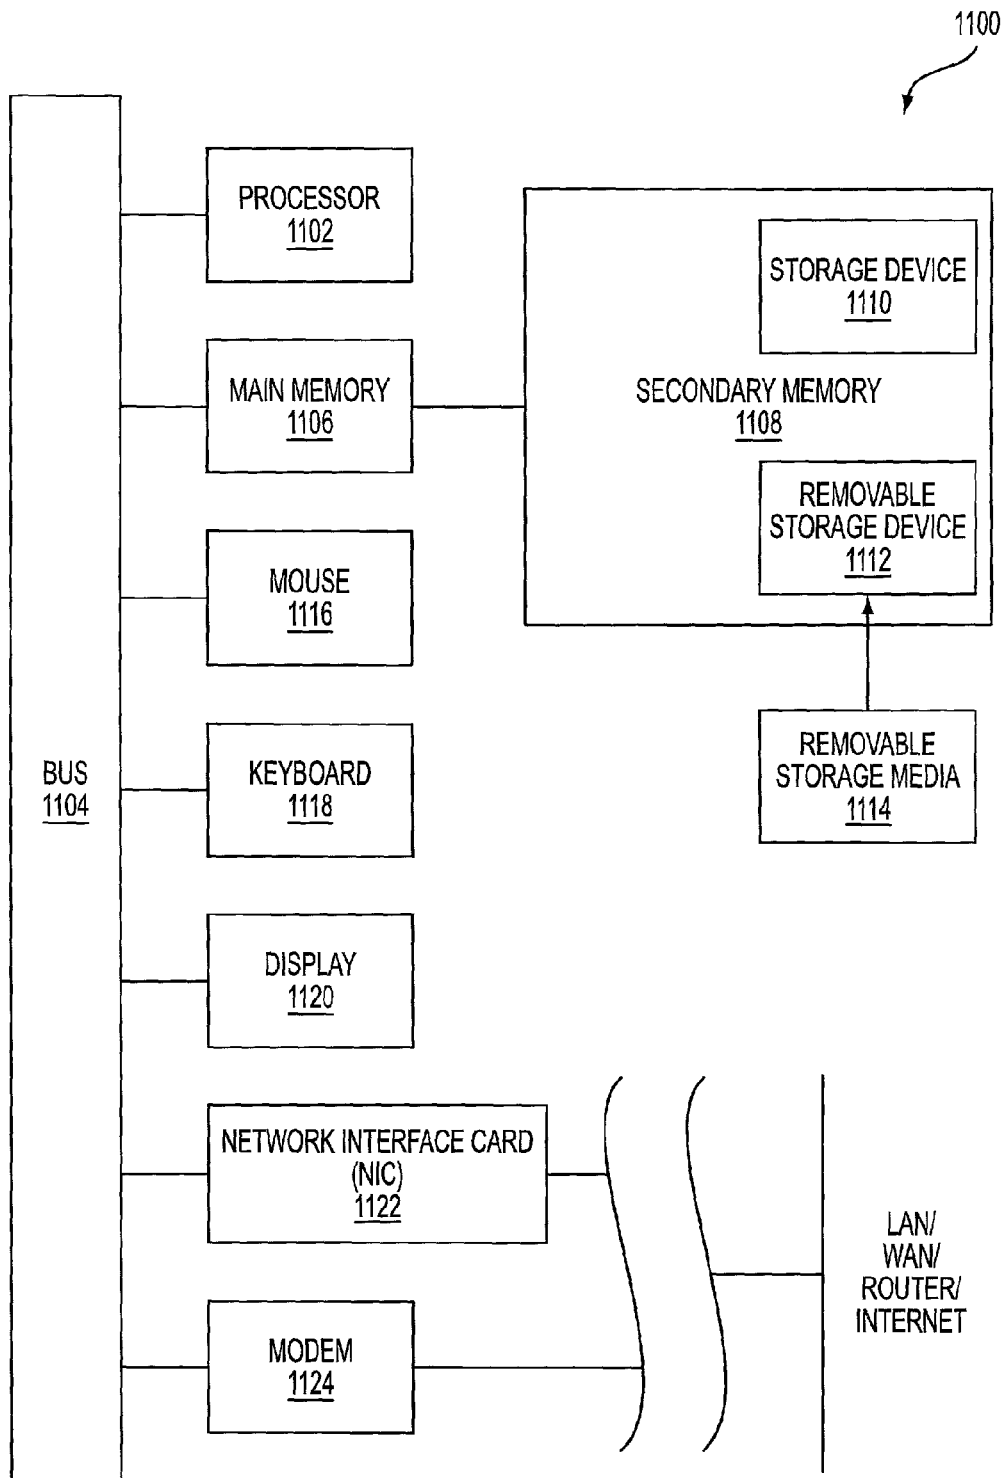 1100
PROCESSOR
1102
STORAGE DEVICE
1110
MAIN MEMORY
1106
SECONDARY MEMORY
1108
REMOVABLE
STORAGE DEVICE
1112
MOUSE
1116
REMOVABLE
STORAGE MEDIA
1114
BUS
1104
KEYBOARD
1118
DISPLAY
1120
NETWORK INTERFACE CARD
(NIC)
1122
LAN/
WAN/
ROUTER/
INTERNET
MODEM
1124